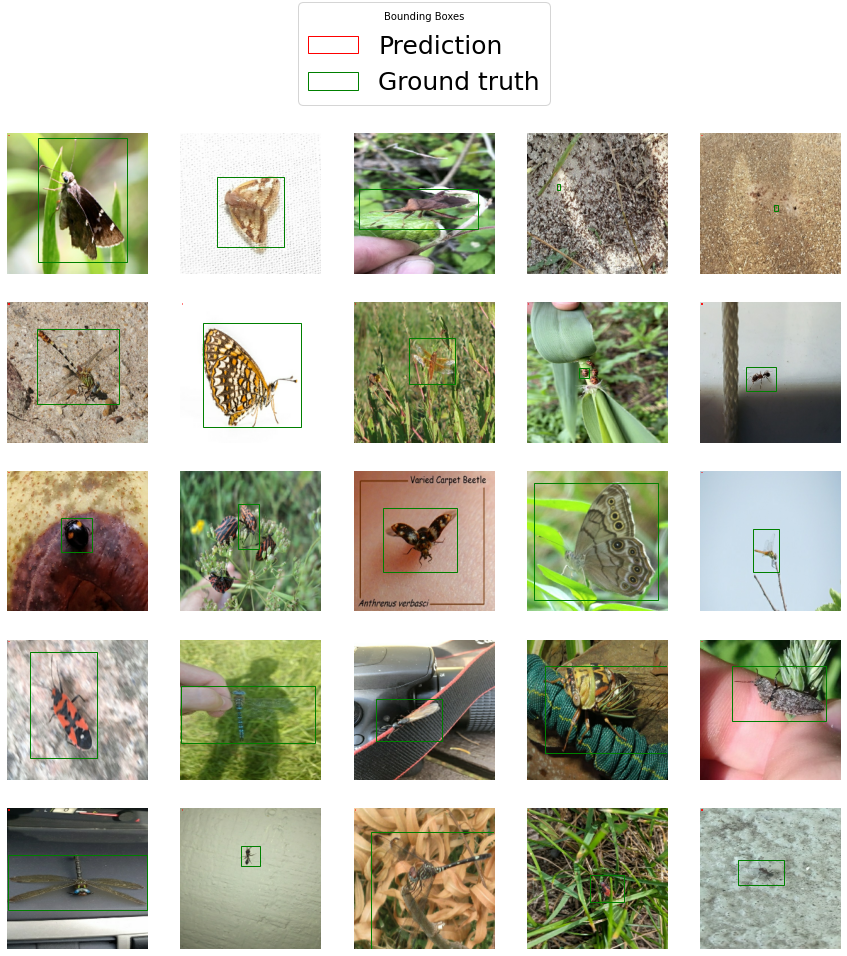 Bounding Boxes
Prediction
Ground truth
Varied Carpet Beetle
Anthrenus verbasci